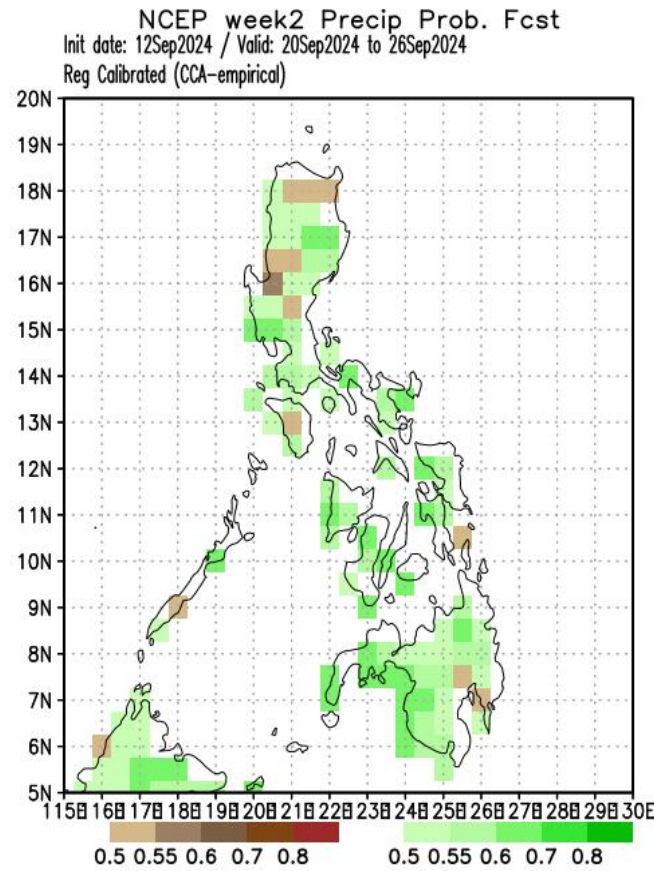 NCEP week2 Precip Prob. Fcst
Init date: 12Sep2024 / Valid: 20Sep2024 to 26Sep2024
Reg Calibrated (CCA-empirical)
20N
19N
18N
17N
16N
15N
14N
13N
12N
11N
10N
9N
8N
7N
6N
5N
115E 116E 117E 118E 119E 120E 121E 122E 123E 124E 125E 126E 127E 128E 129E 130E
0.5 0.55 0.6 0.7 0.8 0.5 0.55 0.6 0.7 0.8